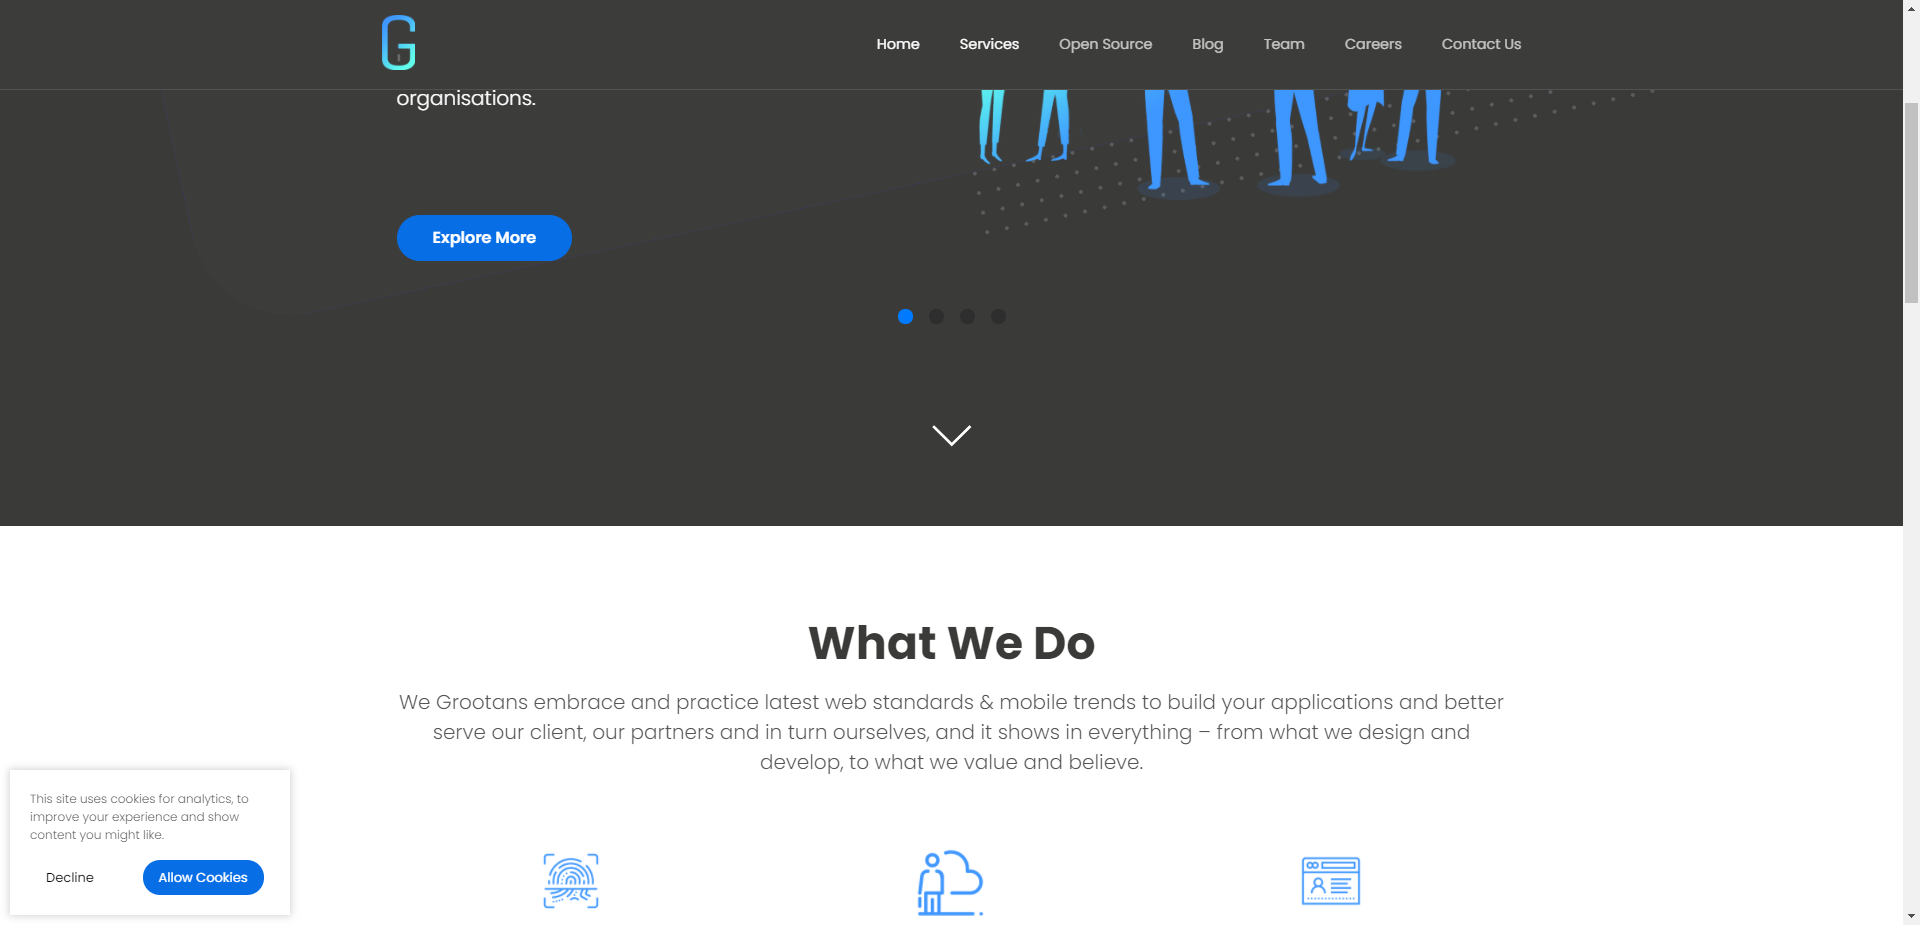 G
Home Services Open Source Blog Team Careers Contact Us
organisations.
Explore More
What We Do
We Grootans embrace and practice latest web standards & mobile trends to build your applications and better
serve our client, our partners and in turn ourselves, and it shows in everything – from what we design and
develop, to what we value and believe.
This site uses cookies for analytics, to
improve your experience and show
content you might like.
Decline Allow Cookies